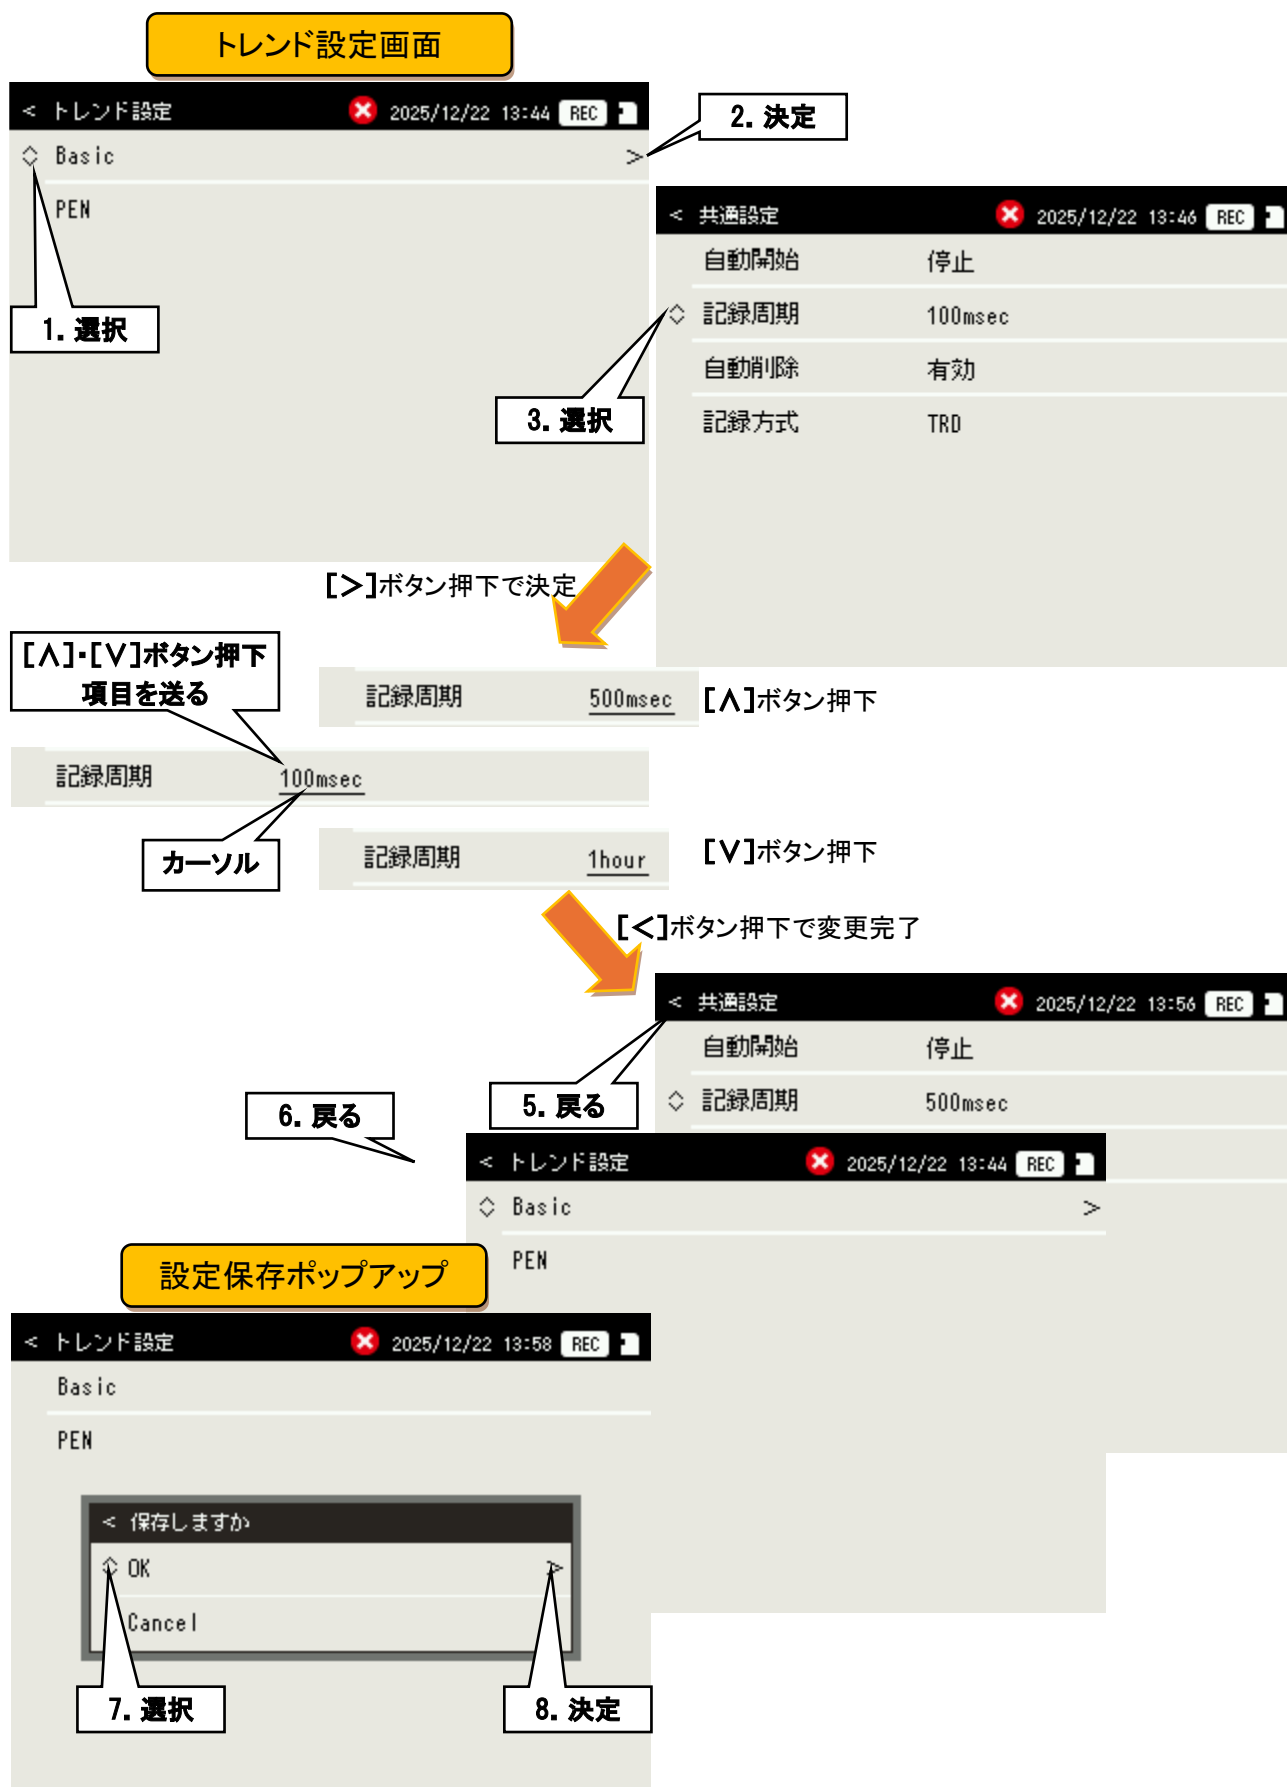 トレンド設定画面
< トレンド設定 2025/12/22 13:44 REC
Basic >
PEN
1. 選択
2. 決定
< 共通設定 2025/12/22 13:46 REC
自動開始 停止
記録周期 100msec
自動削除 有効
記録方式 TRD
3. 選択
[>]ボタン押下で決定
[∧]・[∨]ボタン押下
項目を送る
記録周期 500msec
[∧]ボタン押下
記録周期 100msec
カーソル
記録周期 1hour
[∨]ボタン押下
[<]ボタン押下で変更完了
< 共通設定 2025/12/22 13:56 REC
自動開始 停止
記録周期 500msec
5. 戻る
6. 戻る
< トレンド設定 2025/12/22 13:44 REC
Basic >
PEN
設定保存ポップアップ
< トレンド設定 2025/12/22 13:58 REC
Basic
PEN
< 保存しますか
OK >
Cancel
7. 選択
8. 決定